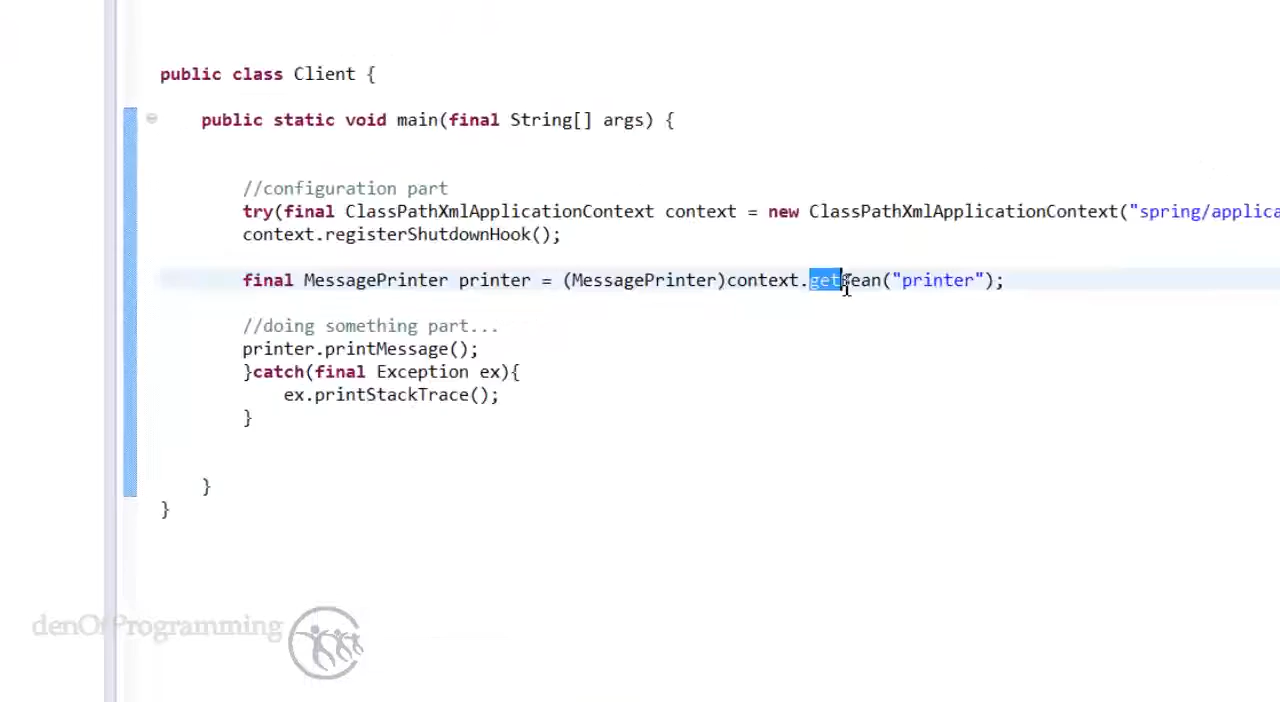 public class Client {
public static void main(final String[] args) {
//configuration part
try(final ClassPathXmlApplicationContext context = new ClassPathXmlApplicationContext("spring/applica
context.registerShutdownHook();
final MessagePrinter printer = (MessagePrinter)context.getBean("printer");
//doing something part...
printer.printMessage();
}catch(final Exception ex){
ex.printStackTrace();
}
}
}
denOfProgramming